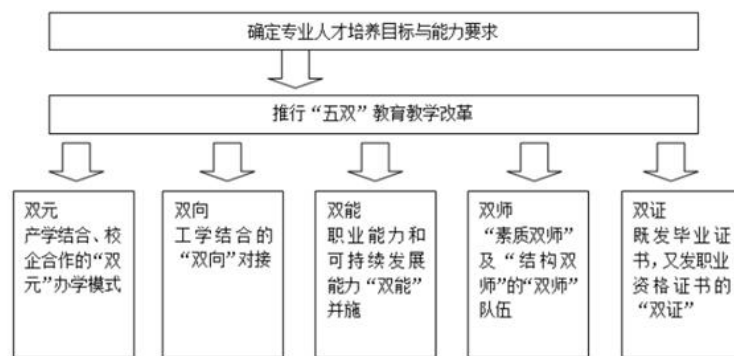 确定专业人才培养目标与能力要求
推行“五双”教育教学改革
双元
产学结合、校
企合作的“双
元”办学模式
双向
工学结合的
“双向”对接
双能
职业能力和
可持续发展
能力“双能”
并施
双师
“素质双师”
及“结构双
师”的“双师”
队伍
双证
既发毕业证
书，又发职业
资格证书的
“双证”